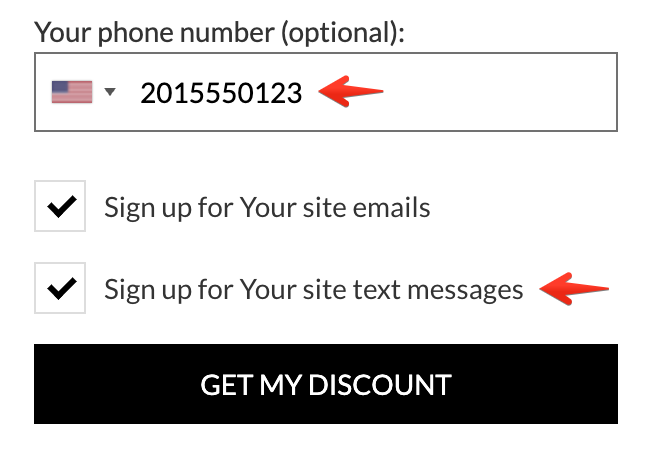 Your phone number (optional):
2015550123
Sign up for Your site emails
Sign up for Your site text messages
GET MY DISCOUNT